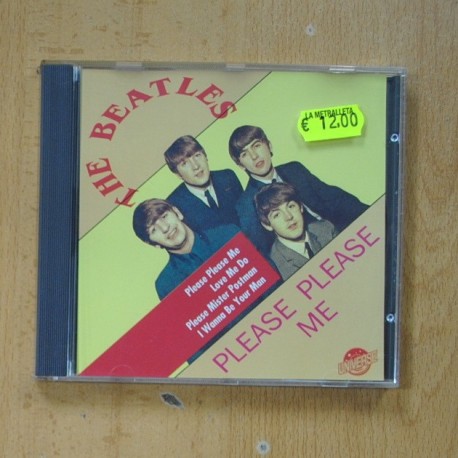 THE BEATLES
LA METRALLETA
€ 12,00
Please Please Me
Love Me Do
Please Mister Postman
I Wanna Be Your Man
PLEASE PLEASE
ME
UNIVERSE